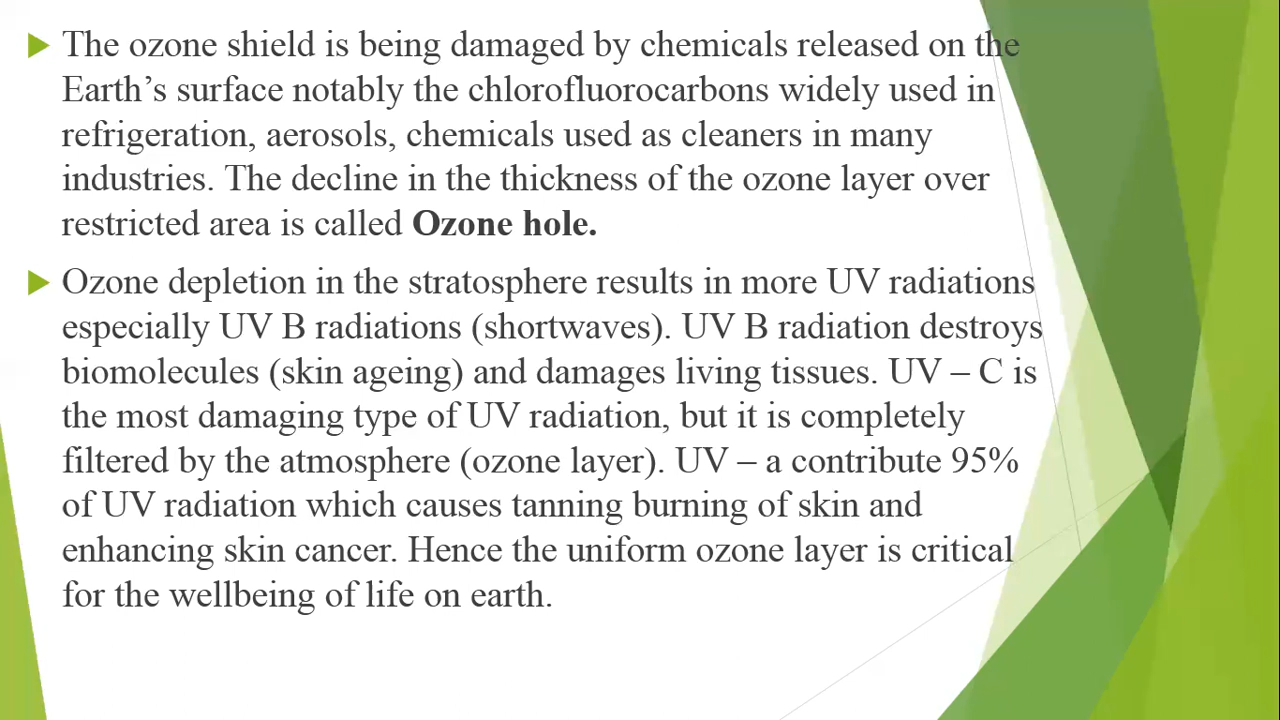 The ozone shield is being damaged by chemicals released on the
Earth’s surface notably the chlorofluorocarbons widely used in
refrigeration, aerosols, chemicals used as cleaners in many
industries. The decline in the thickness of the ozone layer over
restricted area is called Ozone hole.
Ozone depletion in the stratosphere results in more UV radiations
especially UV B radiations (shortwaves). UV B radiation destroys
biomolecules (skin ageing) and damages living tissues. UV – C is
the most damaging type of UV radiation, but it is completely
filtered by the atmosphere (ozone layer). UV – a contribute 95%
of UV radiation which causes tanning burning of skin and
enhancing skin cancer. Hence the uniform ozone layer is critical
for the wellbeing of life on earth.